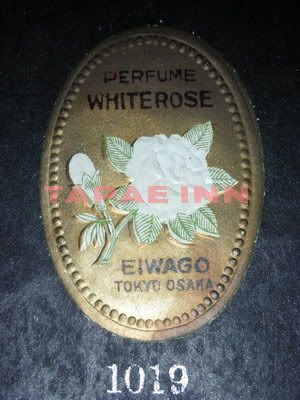 PERFUME
WHITEROSE
TAPAE INN
EIWAGO
TOKYO OSAKA
1019